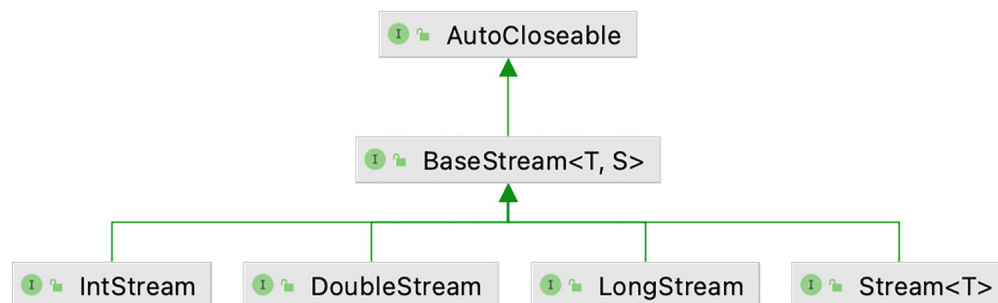 I AutoCloseable
I BaseStream<T, S>
I IntStream
I DoubleStream
I LongStream
I Stream<T>